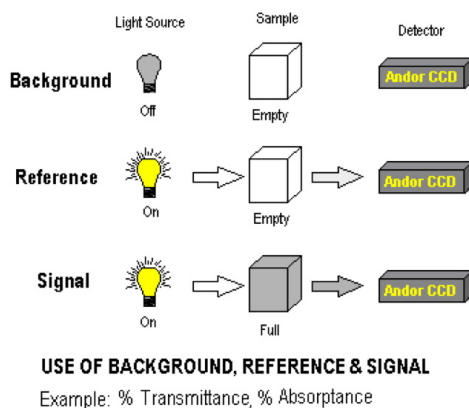 Light Source Sample Detector
Background Andor CCD
Off Empty
Reference Andor CCD
On Empty
Signal Andor CCD
On Full
USE OF BACKGROUND, REFERENCE & SIGNAL
Example: % Transmittance, % Absorptance